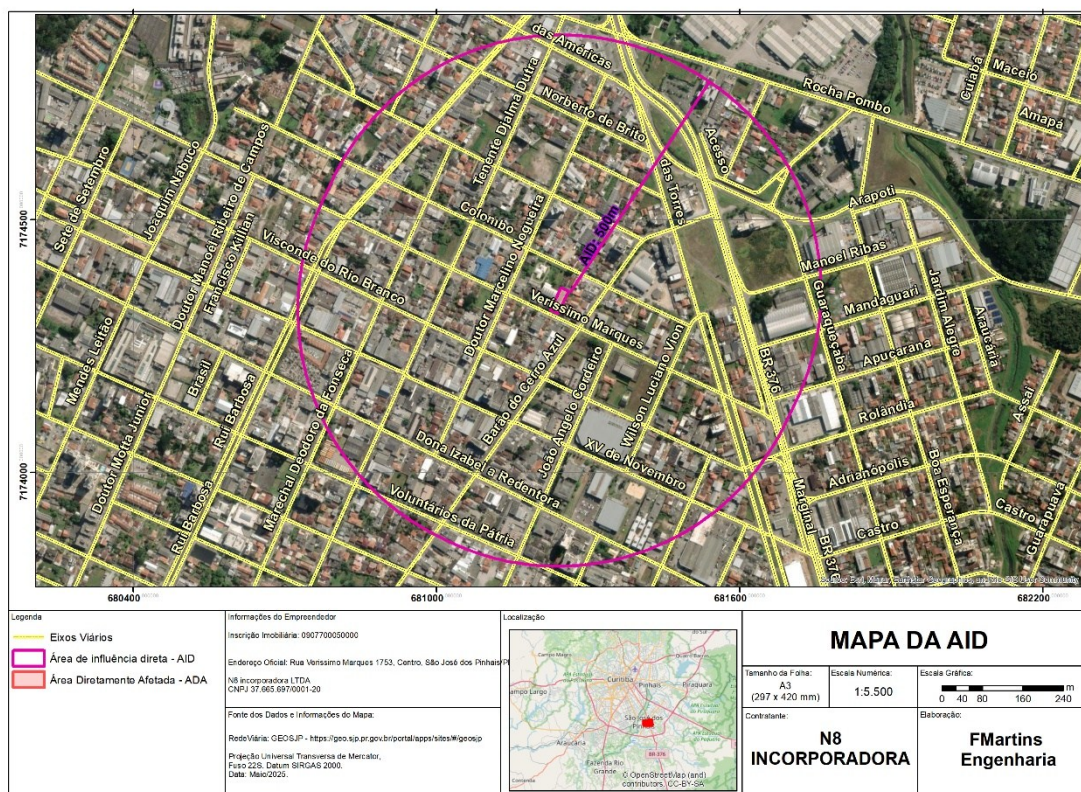 das Américas
Rocha Pombo
Cuiabá
Maceió
Amapá
Norberto de Brito
Tenente Djalma Dutra
Acesso
das Torres
Sete de Setembro
Joaquim Nabuco
Doutor Manoel Ribeiro de Campos
Francisco Killian
Colombo
Doutor Marcelino Nogueira
AID- 500m
Arapoti
Manoel Ribas
Visconde do Rio Branco
Veríssimo Marques
Guaraqueçaba
Mandaguari
Jardim Alegre
Araucária
Mendes Leitão
Brasil
Rui Barbosa
Marechal Deodoro da Fonseca
Barão do Cerro Azul
João Angelo Cordeiro
Wilson Luciano Vion
BR 376
Apucarana
Rolândia
Assaí
Doutor Motta Junior
Rui Barbosa
Dona Izabel a Redentora
XV de Novembro
Voluntários da Pátria
Marginal
BR 376
Adrianópolis
Boa Esperança
Castro
Castro
Guarapuava
7174500
7174000
680400
681000
681600
682200
Legenda
Eixos Viários
Área de influência direta - AID
Área Diretamente Afetada - ADA
Informações do Empreendedor
Inscrição Imobiliária: 0907700050000
Endereço Oficial: Rua Verissimo Marques 1753, Centro, São José dos Pinhais/P
N8 incorporadora LTDA
CNPJ 37.665.697/0001-20
Fonte dos Dados e Informações do Mapa:
RedeViária: GEOSJP - https://geo.sjp.pr.gov.br/portal/apps/sites/#/geosjp
Projeção Universal Transversa de Mercator,
Fuso 22S. Datum SIRGAS 2000.
Data: Maio/2025.
Localização
Campo Magro
Campo Largo
Curitiba
Pinhais
Piraquara
São José dos
Araucária
Fazenda Rio
Grande
© OpenStreetMap (and)
contributors, CC-BY-SA
MAPA DA AID
Tamanho da Folha:
A3
(297 x 420 mm)
Escala Numérica:
1:5.500
Escala Gráfica:
0 40 80 160 240 m
Contratante:
N8
INCORPORADORA
Elaboração:
FMartins
Engenharia